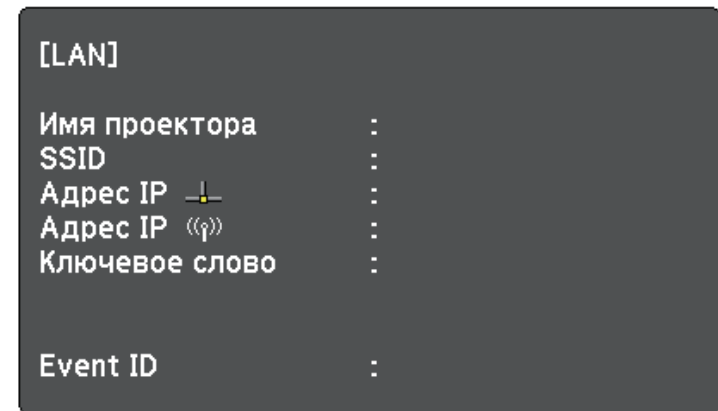 [LAN]
Имя проектора :
SSID :
Адрес IP :
Адрес IP :
Ключевое слово :
Event ID :